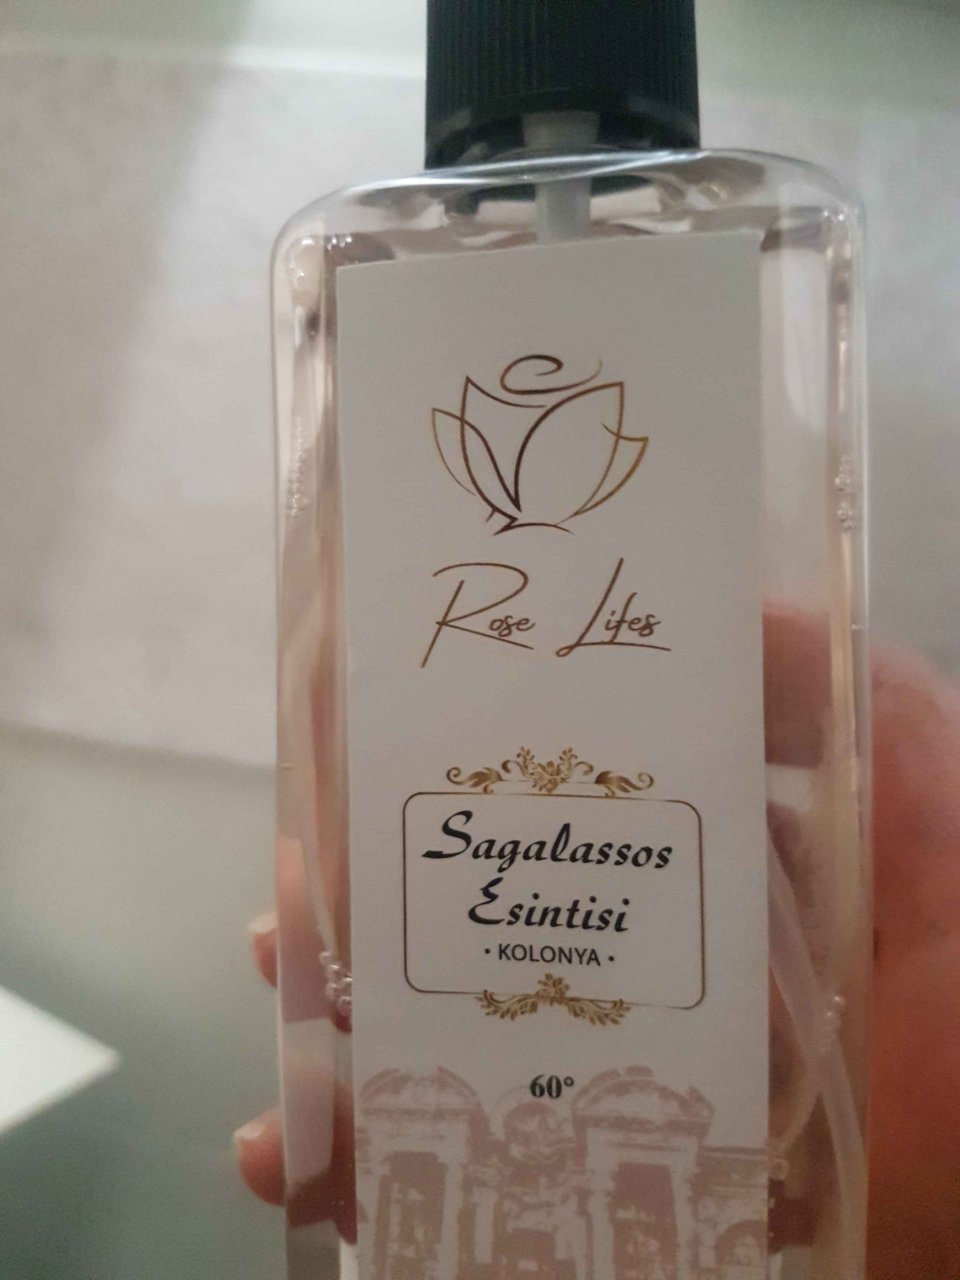 Rose Lifes
Sagalassos
Esintisi
· KOLONYA ·
60°